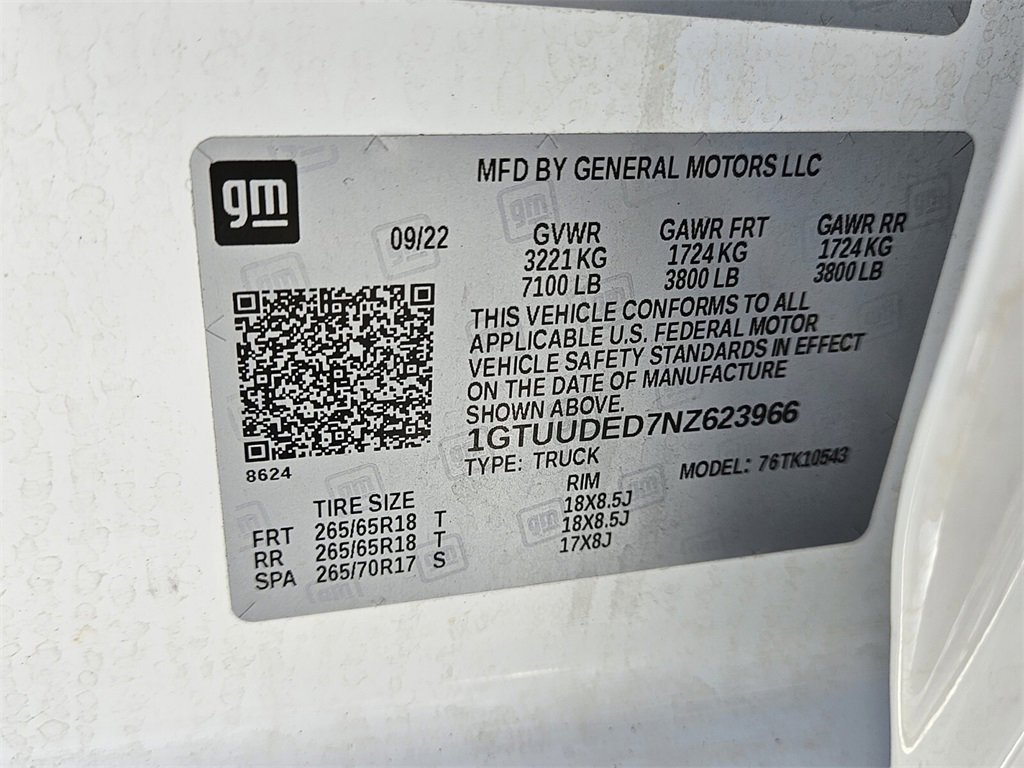 gm
MFD BY GENERAL MOTORS LLC
09/22
GVWR GAWR FRT GAWR RR
3221 KG 1724 KG 1724 KG
7100 LB 3800 LB 3800 LB
THIS VEHICLE CONFORMS TO ALL
APPLICABLE U.S. FEDERAL MOTOR
VEHICLE SAFETY STANDARDS IN EFFECT
ON THE DATE OF MANUFACTURE
SHOWN ABOVE.
1GTUUDED7NZ623966
TYPE: TRUCK MODEL: 76TK10543
8624
TIRE SIZE RIM
FRT 265/65R18 T 18X8.5J
RR 265/65R18 T 18X8.5J
SPA 265/70R17 S 17X8J